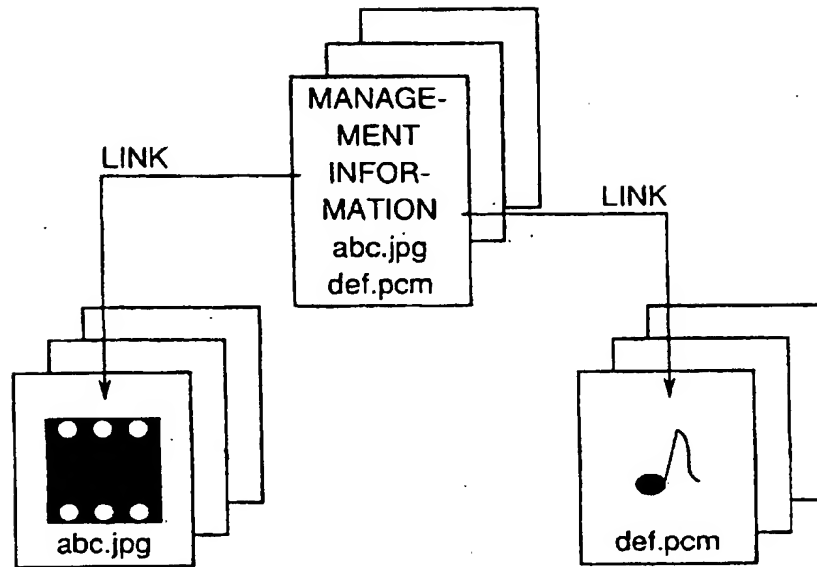 MANAGE-
MENT
INFOR-
MATION
abc.jpg
def.pcm
LINK
LINK
abc.jpg
def.pcm